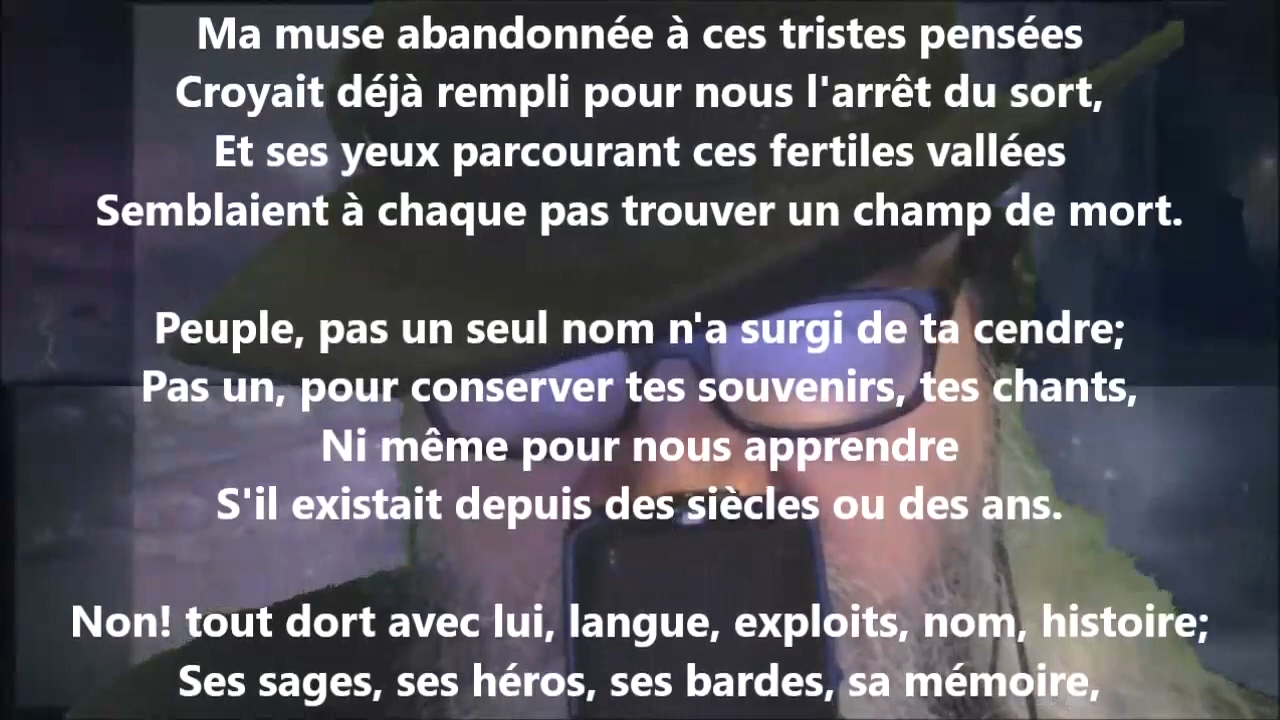 Ma muse abandonnée à ces tristes pensées
Croyait déjà rempli pour nous l'arrêt du sort,
Et ses yeux parcourant ces fertiles vallées
Semblaient à chaque pas trouver un champ de mort.
Peuple, pas un seul nom n'a surgi de ta cendre;
Pas un, pour conserver tes souvenirs, tes chants,
Ni même pour nous apprendre
S'il existait depuis des siècles ou des ans.
Non! tout dort avec lui, langue, exploits, nom, histoire;
Ses sages, ses héros, ses bardes, sa mémoire,